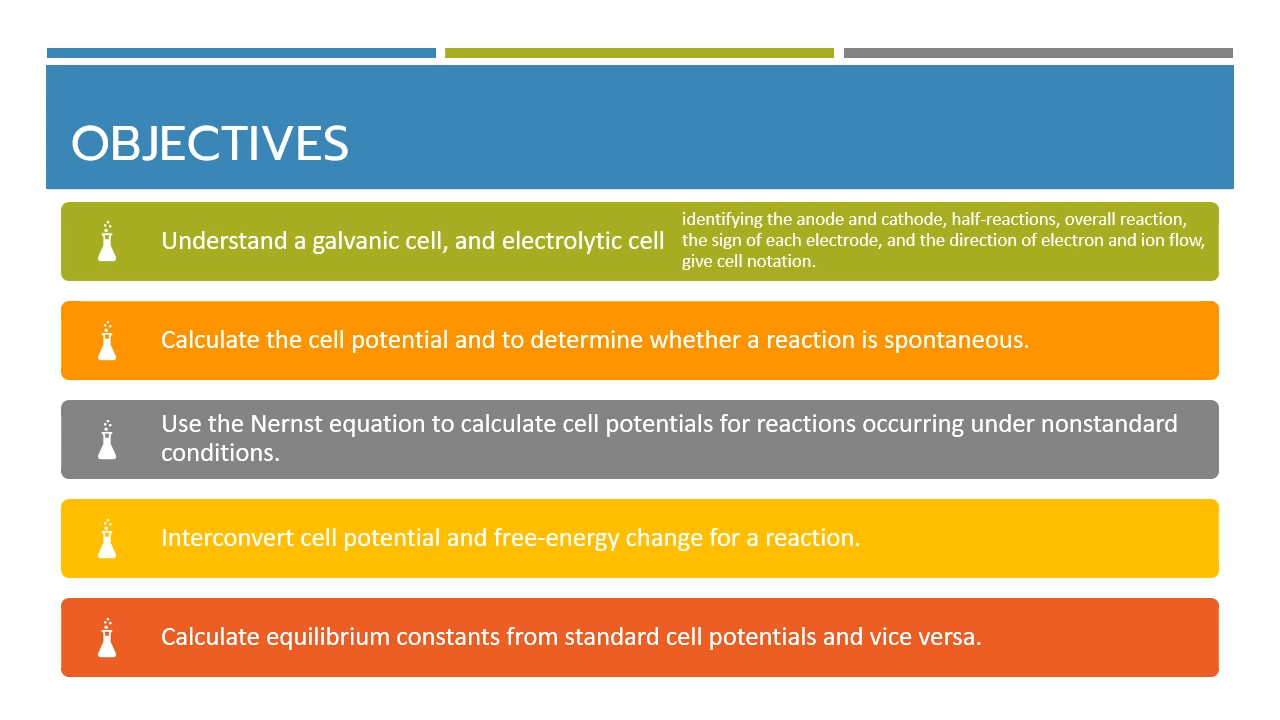 OBJECTIVES
Understand a galvanic cell, and electrolytic cell
identifying the anode and cathode, half-reactions, overall reaction,
the sign of each electrode, and the direction of electron and ion flow,
give cell notation.
Calculate the cell potential and to determine whether a reaction is spontaneous.
Use the Nernst equation to calculate cell potentials for reactions occurring under nonstandard
conditions.
Interconvert cell potential and free-energy change for a reaction.
Calculate equilibrium constants from standard cell potentials and vice versa.